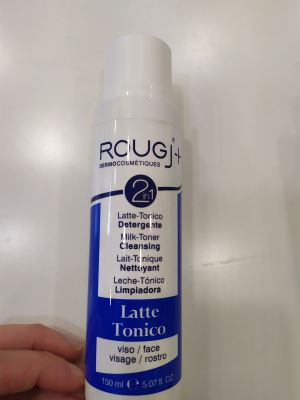 ROUGJ+
DERMOCOSMÉTIQUES
2in1
Latte-Tonico
Detergente
Milk-Toner
Cleansing
Lait-Tonique
Nettoyant
Leche-Tónico
Limpiadora
Latte
Tonico
viso / face
visage / rostro
150 ml e 5.07 fl. OZ